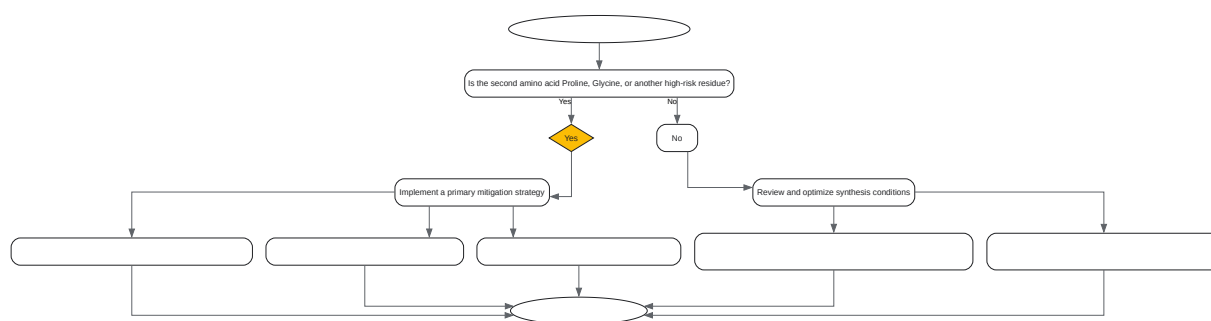 Is the second amino acid Proline, Glycine, or another high-risk residue?
Yes
No
Yes
No
Implement a primary mitigation strategy
Review and optimize synthesis conditions